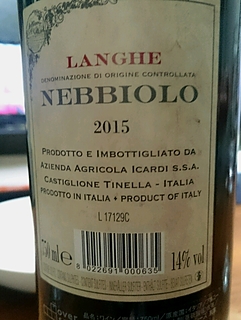 LANGHE
DENOMINAZIONE DI ORIGINE CONTROLLATA
NEBBIOLO
2015
PRODOTTO E IMBOTTIGLIATO DA
AZIENDA AGRICOLA ICARDI S.S.A.
CASTIGLIONE TINELLA - ITALIA
PRODOTTO IN ITALIA • PRODUCT OF ITALY
L 17129C
750 ml e 14% vol
8 022691 000635